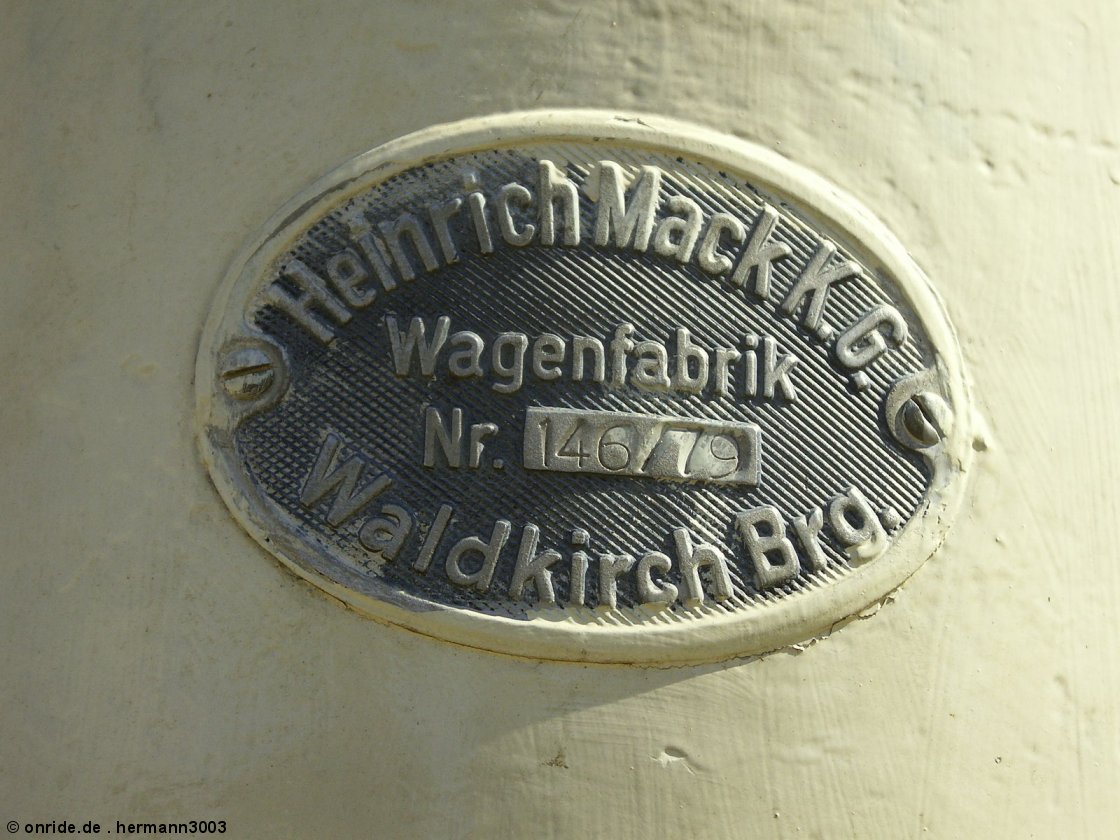 Heinrich Mack K.G.
Wagenfabrik
Nr. 146/79
Waldkirch Brg.
© onride.de . hermann3003